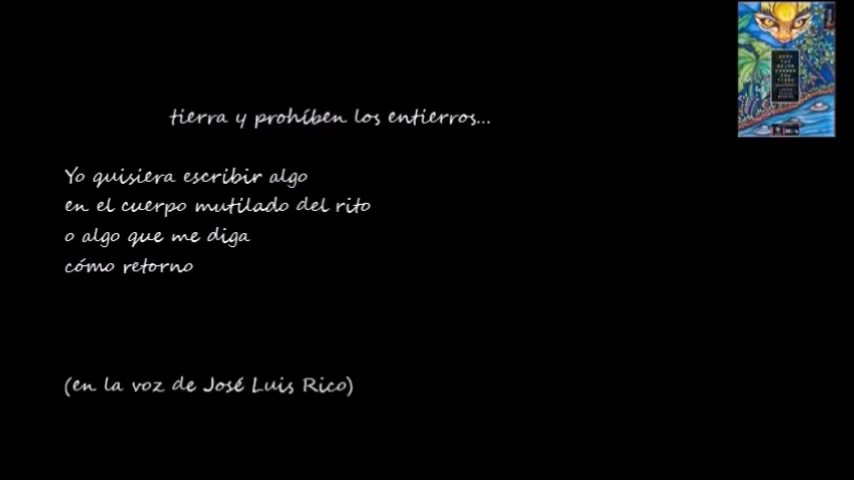 tierra y prohíben los entierros...
Yo quisiera escribir algo
en el cuerpo mutilado del rito
o algo que me diga
cómo retorno
(en la voz de José Luis Rico)